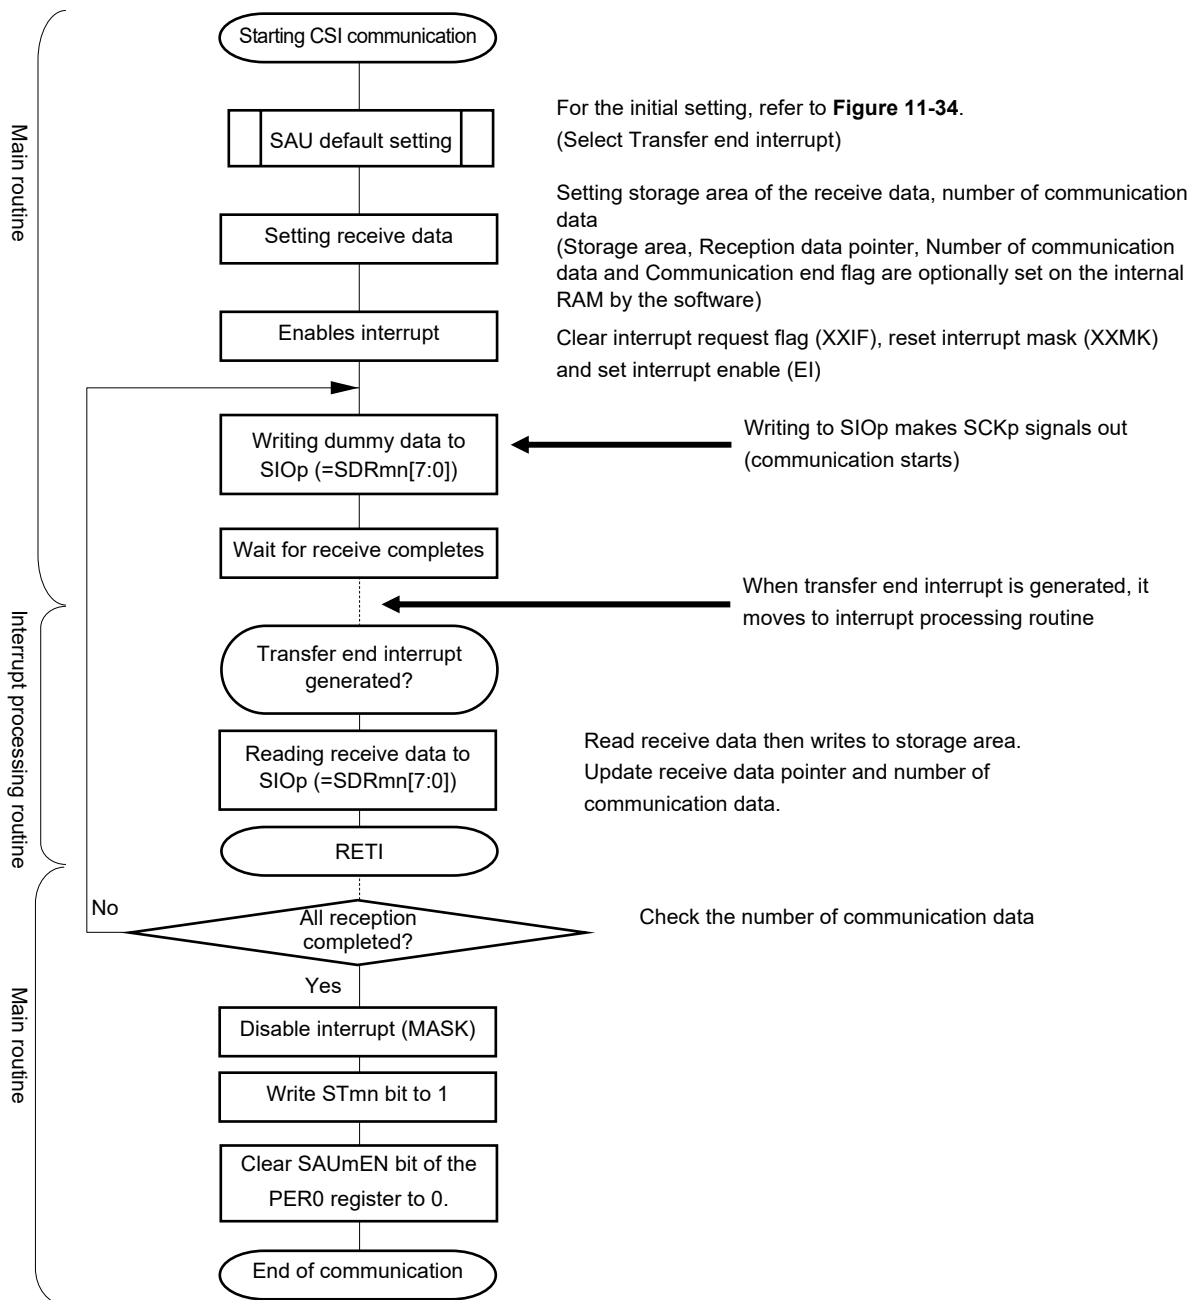 Starting CSI communication
Main routine
SAU default setting
For the initial setting, refer to Figure 11-34.
(Select Transfer end interrupt)
Setting receive data
Setting storage area of the receive data, number of communication
data
(Storage area, Reception data pointer, Number of communication
data and Communication end flag are optionally set on the internal
RAM by the software)
Enables interrupt
Clear interrupt request flag (XXIF), reset interrupt mask (XXMK)
and set interrupt enable (EI)
Writing dummy data to
SIOp (=SDRmn[7:0])
Writing to SIOp makes SCKp signals out
(communication starts)
Wait for receive completes
When transfer end interrupt is generated, it
moves to interrupt processing routine
Interrupt processing routine
Transfer end interrupt
generated?
Reading receive data to
SIOp (=SDRmn[7:0])
Read receive data then writes to storage area.
Update receive data pointer and number of
communication data.
RETI
No
All reception
completed?
Check the number of communication data
Yes
Main routine
Disable interrupt (MASK)
Write STmn bit to 1
Clear SAUmEN bit of the
PER0 register to 0.
End of communication